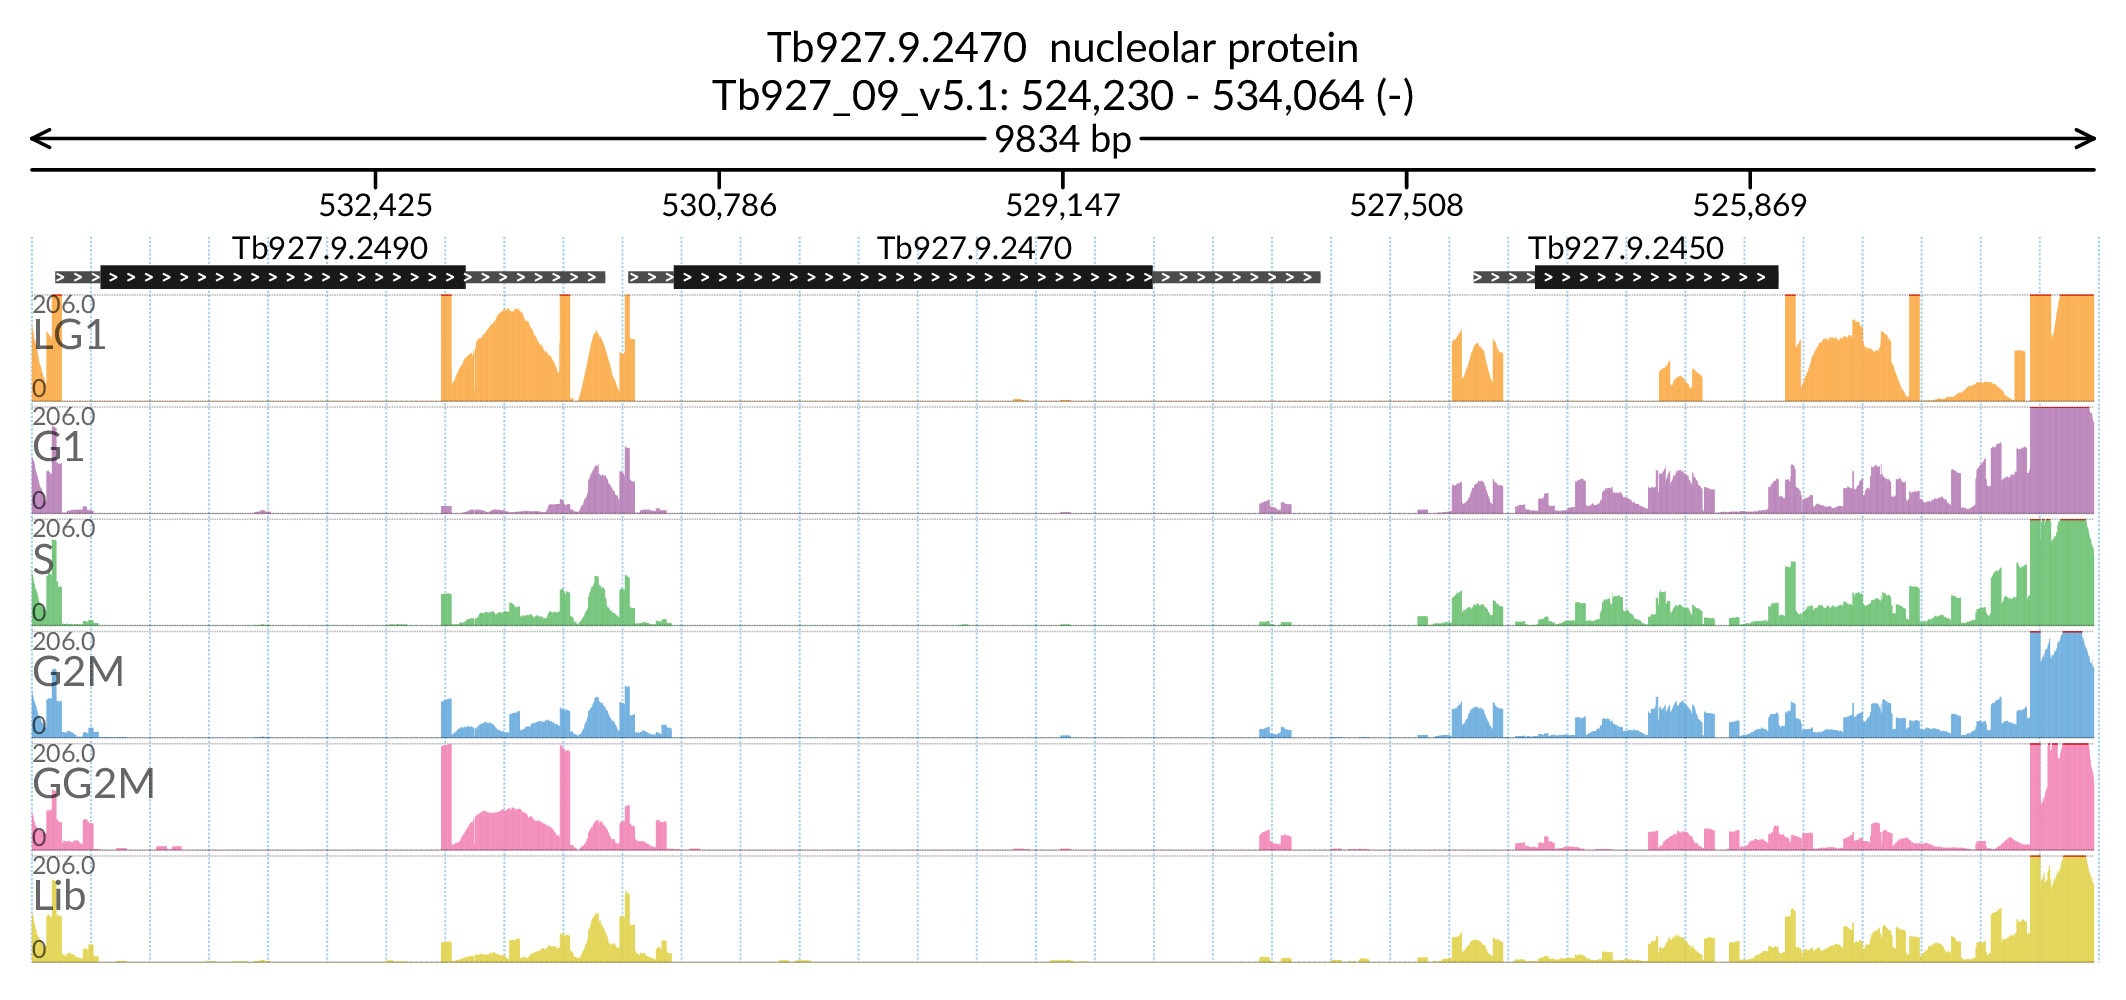 Tb927.9.2470  nucleolar protein
Tb927_09_v5.1: 524,230 - 534,064 (-)
9834 bp
532,425 530,786 529,147 527,508 525,869
Tb927.9.2490 Tb927.9.2470 Tb927.9.2450
206.0
LG1
0
206.0
G1
0
206.0
S
0
206.0
G2M
0
206.0
GG2M
0
206.0
Lib
0